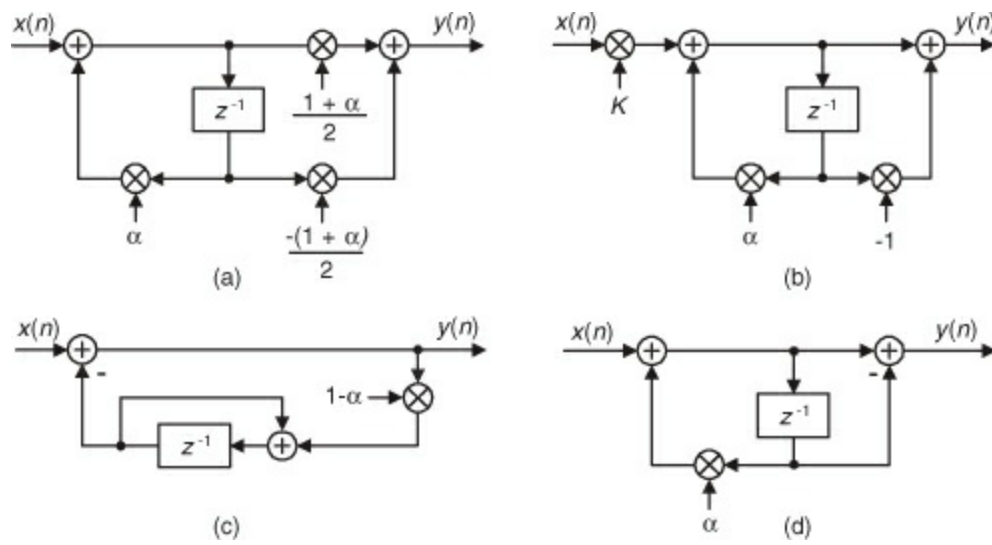 x(n)
y(n)
z⁻¹
1 + α
2
α
-(1 + α)
2
(a)
x(n)
y(n)
K
z⁻¹
α
-1
(b)
x(n)
y(n)
-
1-α
z⁻¹
(c)
x(n)
y(n)
-
z⁻¹
α
(d)